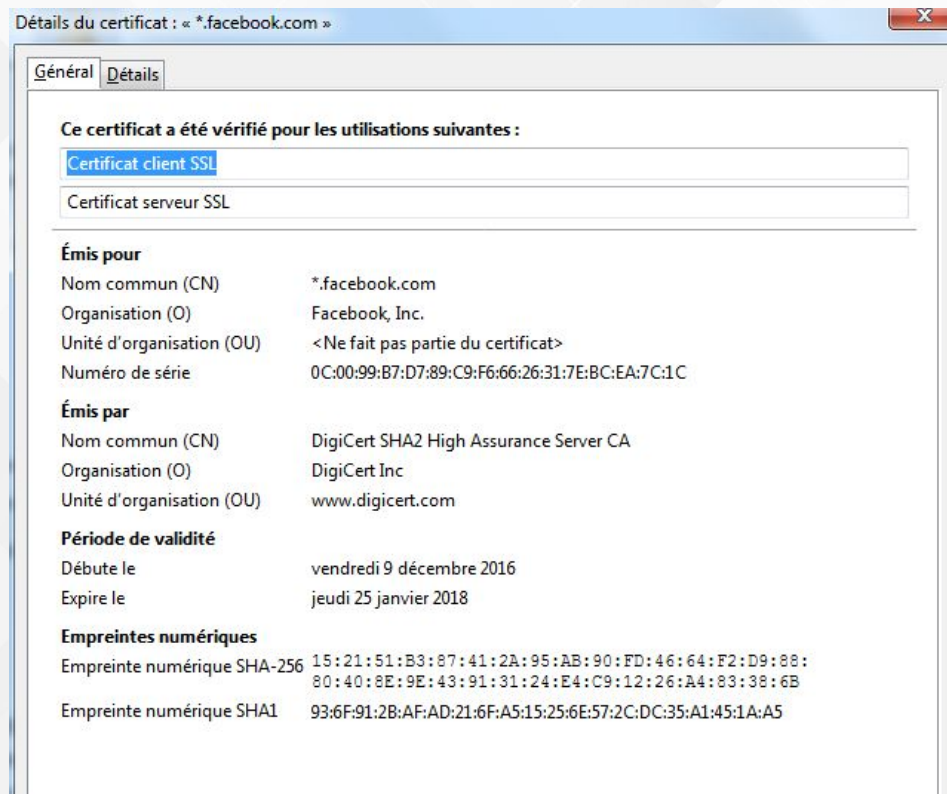 Détails du certificat : « *.facebook.com »
Général Détails
Ce certificat a été vérifié pour les utilisations suivantes :
Certificat client SSL
Certificat serveur SSL
Émis pour
Nom commun (CN) *.facebook.com
Organisation (O) Facebook, Inc.
Unité d'organisation (OU) <Ne fait pas partie du certificat>
Numéro de série 0C:00:99:B7:D7:89:C9:F6:66:26:31:7E:BC:EA:7C:1C
Émis par
Nom commun (CN) DigiCert SHA2 High Assurance Server CA
Organisation (O) DigiCert Inc
Unité d'organisation (OU) www.digicert.com
Période de validité
Débute le vendredi 9 décembre 2016
Expire le jeudi 25 janvier 2018
Empreintes numériques
Empreinte numérique SHA-256 15:21:51:B3:87:41:2A:95:AB:90:FD:46:64:F2:D9:88:
80:40:8E:9E:43:91:31:24:E4:C9:12:26:A4:83:38:6B
Empreinte numérique SHA1 93:6F:91:2B:AF:AD:21:6F:A5:15:25:6E:57:2C:DC:35:A1:45:1A:A5